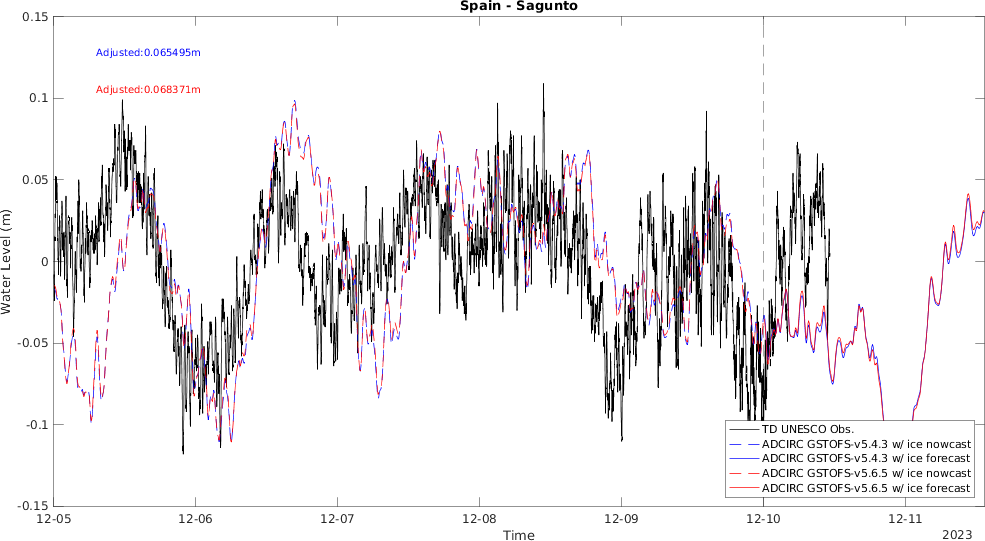 Spain - Sagunto
0.15
0.1
0.05
0
-0.05
-0.1
-0.15
Water Level (m)
Adjusted:0.065495m
Adjusted:0.068371m
TD UNESCO Obs.
ADCIRC GSTOFS-v5.4.3 w/ ice nowcast
ADCIRC GSTOFS-v5.4.3 w/ ice forecast
ADCIRC GSTOFS-v5.6.5 w/ ice nowcast
ADCIRC GSTOFS-v5.6.5 w/ ice forecast
12-05 12-06 12-07 12-08 12-09 12-10 12-11
Time
2023